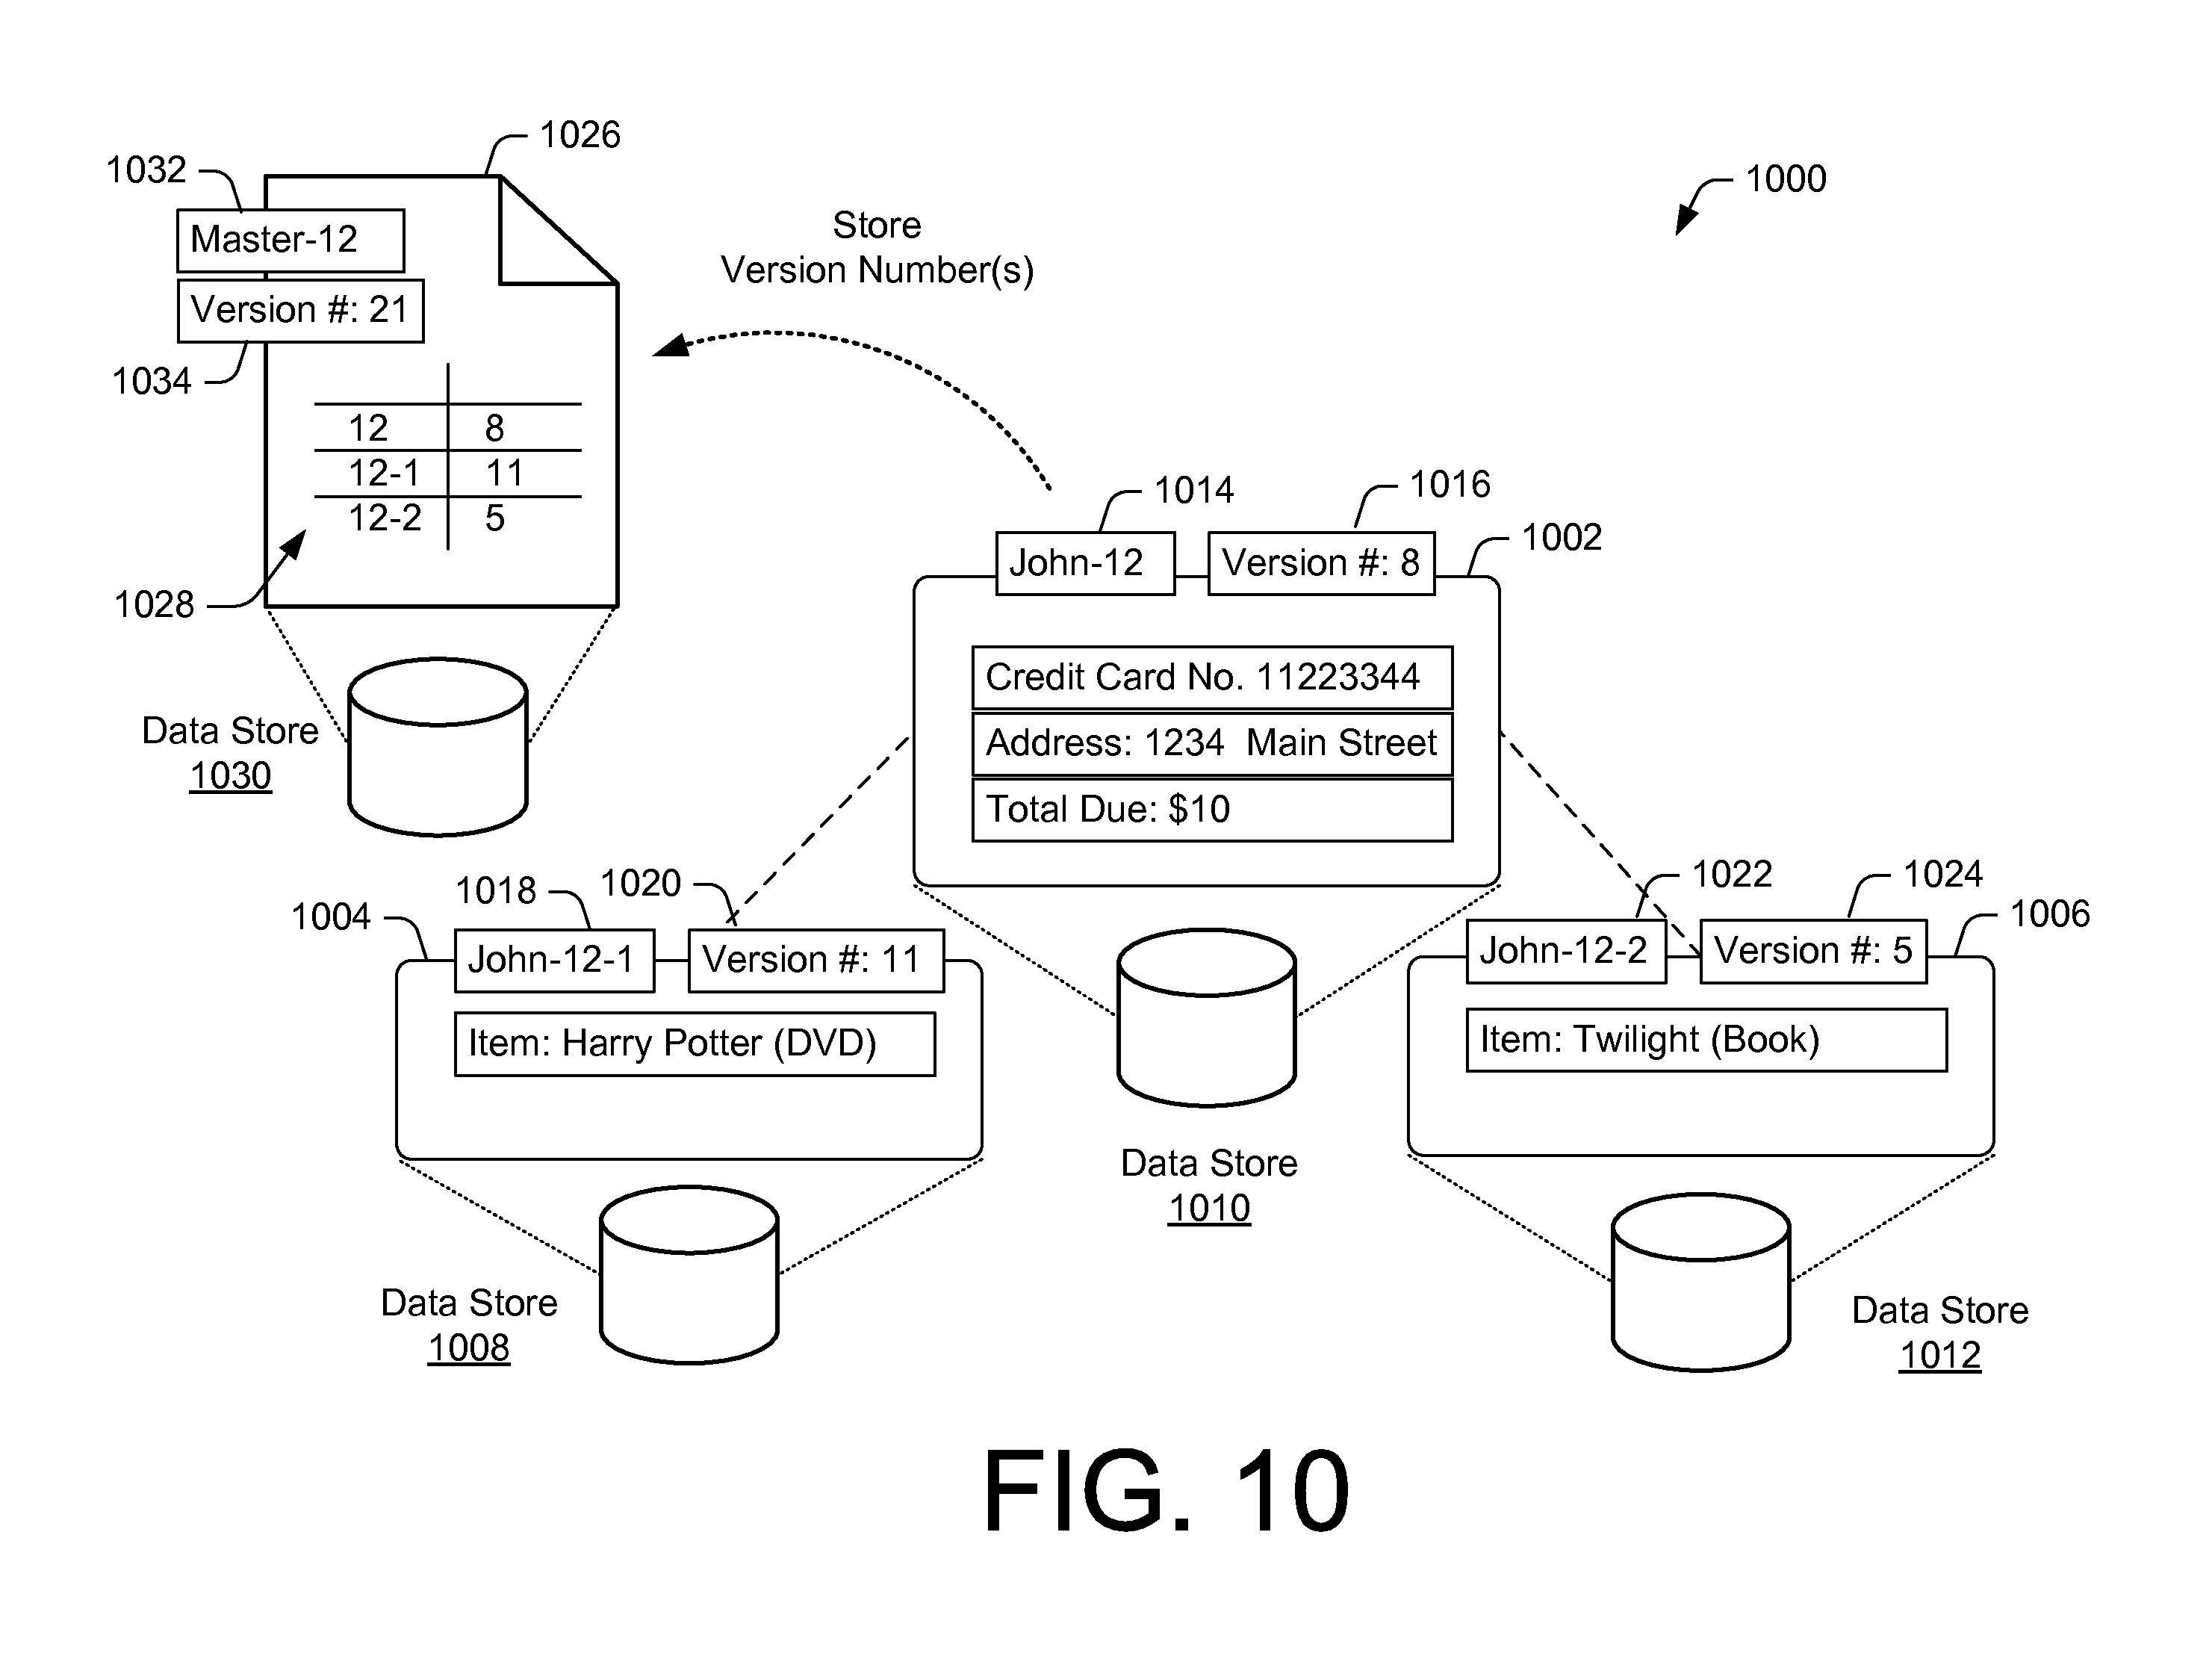 1026
1032
1000
Master-12
Store
Version Number(s)
Version #: 21
1034
12 8
12-1 11
12-2 5
1028
1014
1016
1002
John-12
Version #: 8
Credit Card No. 11223344
Address: 1234 Main Street
Total Due: $10
Data Store
1030
1004
1018
1020
John-12-1
Version #: 11
Item: Harry Potter (DVD)
1022
1024
1006
John-12-2
Version #: 5
Item: Twilight (Book)
Data Store
1010
Data Store
1008
Data Store
1012
FIG. 10